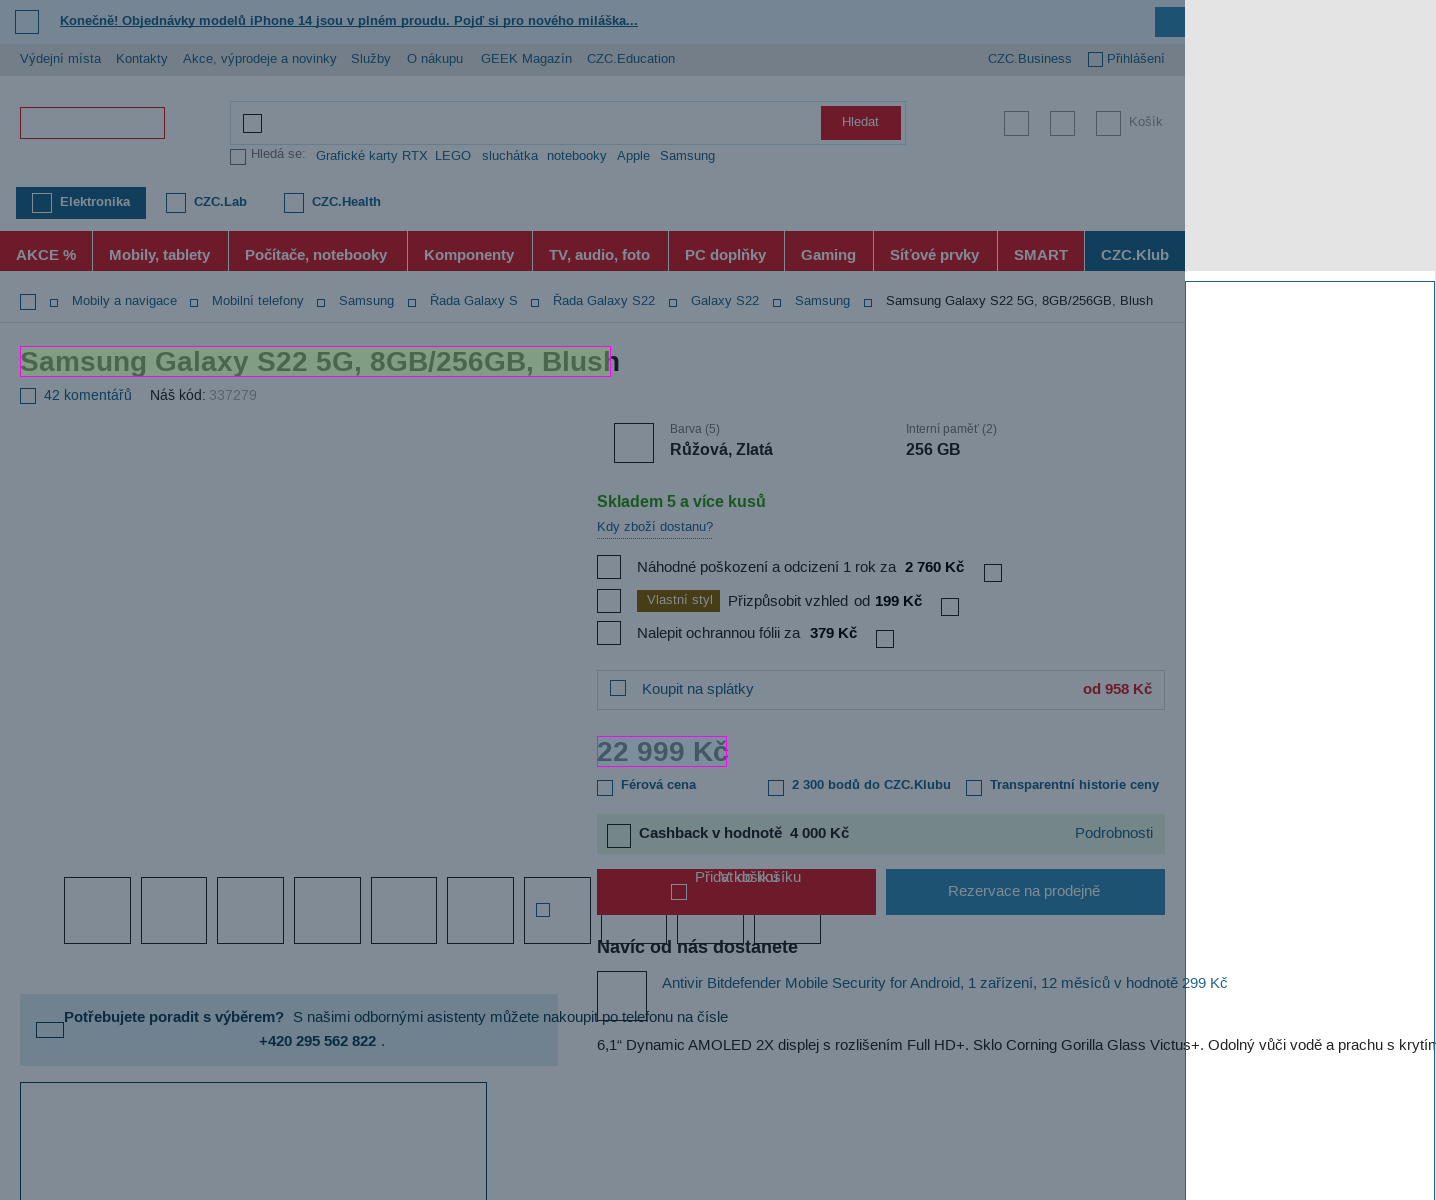 Konečně! Objednávky modelů iPhone 14 jsou v plném proudu. Pojď si pro nového miláška...
Výdejní místa Kontakty Akce, výprodeje a novinky Služby O nákupu GEEK Magazín CZC.Education CZC.Business Přihlášení
Hledat Košík
Hledá se: Grafické karty RTX LEGO sluchátka notebooky Apple Samsung
Elektronika CZC.Lab CZC.Health
AKCE % Mobily, tablety Počítače, notebooky Komponenty TV, audio, foto PC doplňky Gaming Síťové prvky SMART CZC.Klub
Mobily a navigace Mobilní telefony Samsung Řada Galaxy S Řada Galaxy S22 Galaxy S22 Samsung Samsung Galaxy S22 5G, 8GB/256GB, Blush
Samsung Galaxy S22 5G, 8GB/256GB, Blush
42 komentářů Náš kód: 337279
Barva (5) Interní paměť (2)
Růžová, Zlatá 256 GB
Skladem 5 a více kusů
Kdy zboží dostanu?
Náhodné poškození a odcizení 1 rok za 2 760 Kč
Vlastní styl Přizpůsobit vzhled od 199 Kč
Nalepit ochrannou fólii za 379 Kč
Koupit na splátky od 958 Kč
22 999 Kč
Férová cena 2 300 bodů do CZC.Klubu Transparentní historie ceny
Cashback v hodnotě 4 000 Kč Podrobnosti
Přidat do košíku V košíku
Rezervace na prodejně
Navíc od nás dostanete
Antivir Bitdefender Mobile Security for Android, 1 zařízení, 12 měsíců v hodnotě 299 Kč
Potřebujete poradit s výběrem? S našimi odbornými asistenty můžete nakoupit po telefonu na čísle
+420 295 562 822 .
6,1“ Dynamic AMOLED 2X displej s rozlišením Full HD+. Sklo Corning Gorilla Glass Victus+. Odolný vůči vodě a prachu s